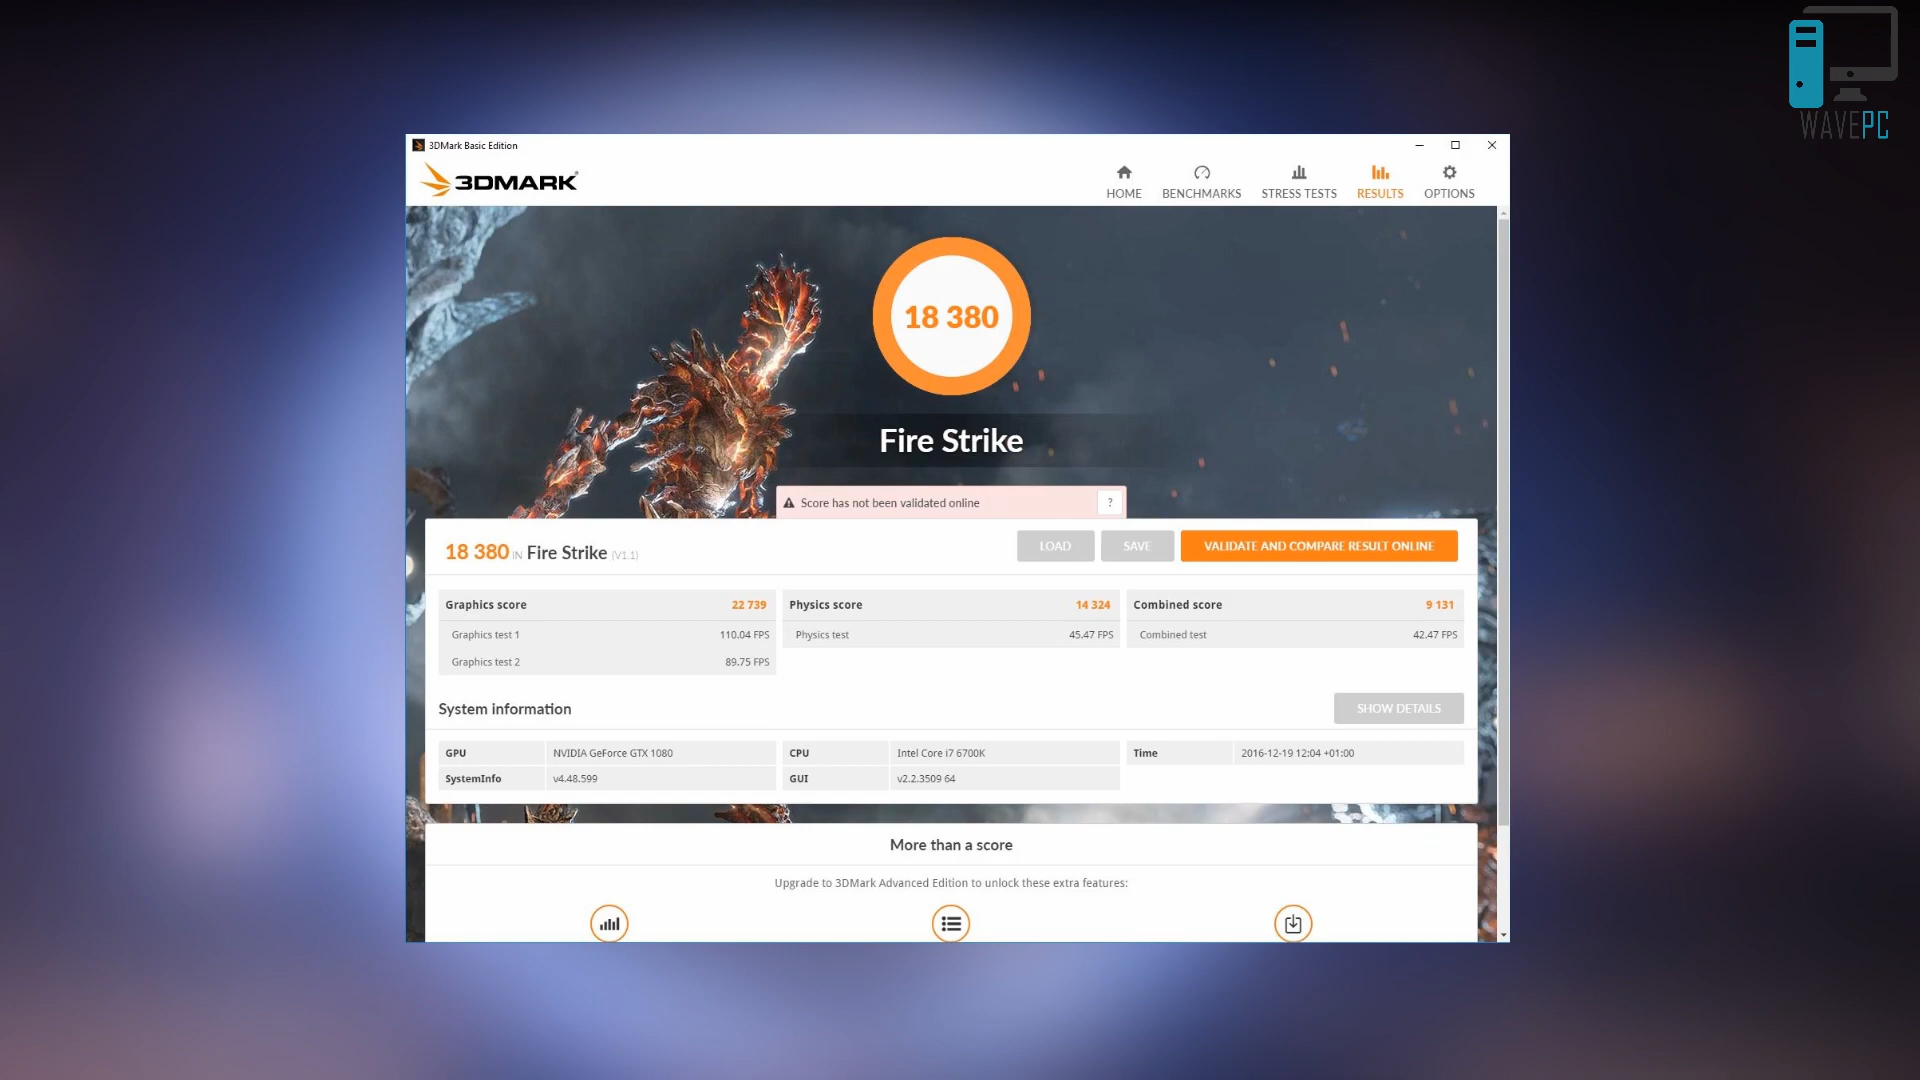 WAVEPC
3DMark Basic Edition
3DMARK
HOME
BENCHMARKS
STRESS TESTS
RESULTS
OPTIONS
18 380
Fire Strike
Score has not been validated online
?
18 380 IN Fire Strike (V1.1)
LOAD
SAVE
VALIDATE AND COMPARE RESULT ONLINE
Graphics score 22 739
Graphics test 1 110.04 FPS
Graphics test 2 89.75 FPS
Physics score 14 324
Physics test 45.47 FPS
Combined score 9 131
Combined test 42.47 FPS
System information
SHOW DETAILS
GPU NVIDIA GeForce GTX 1080
SystemInfo v4.48.599
CPU Intel Core i7 6700K
GUI v2.2.3509 64
Time 2016-12-19 12:04 +01:00
More than a score
Upgrade to 3DMark Advanced Edition to unlock these extra features: